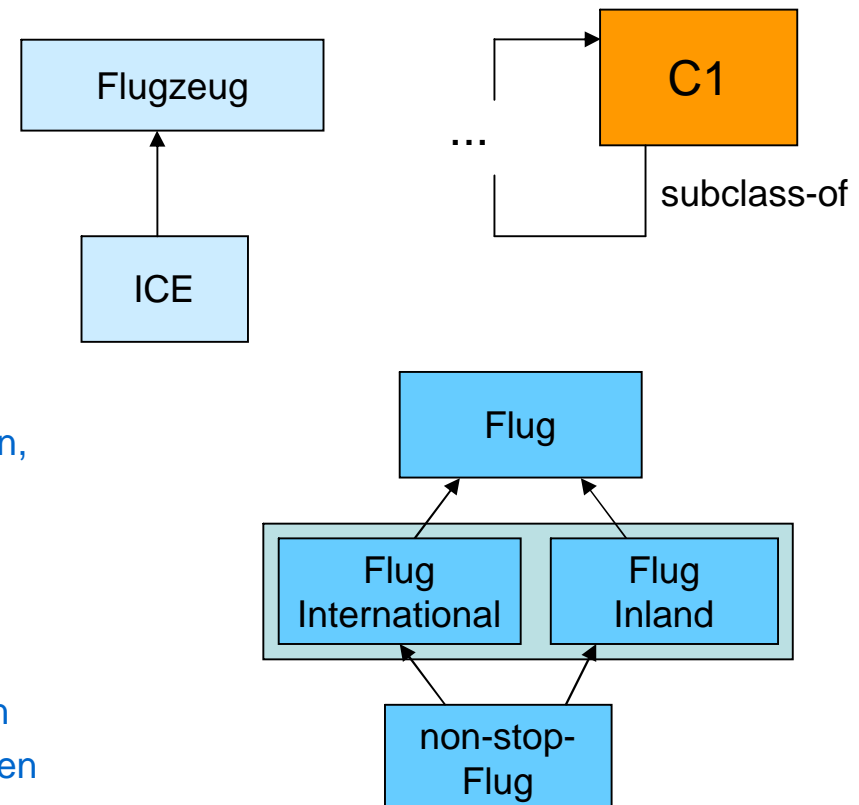 Flugzeug
C1
...
subclass-of
ICE
Flug
n,
Flug
International
Flug
Inland
n
non-stop-
Flug
en